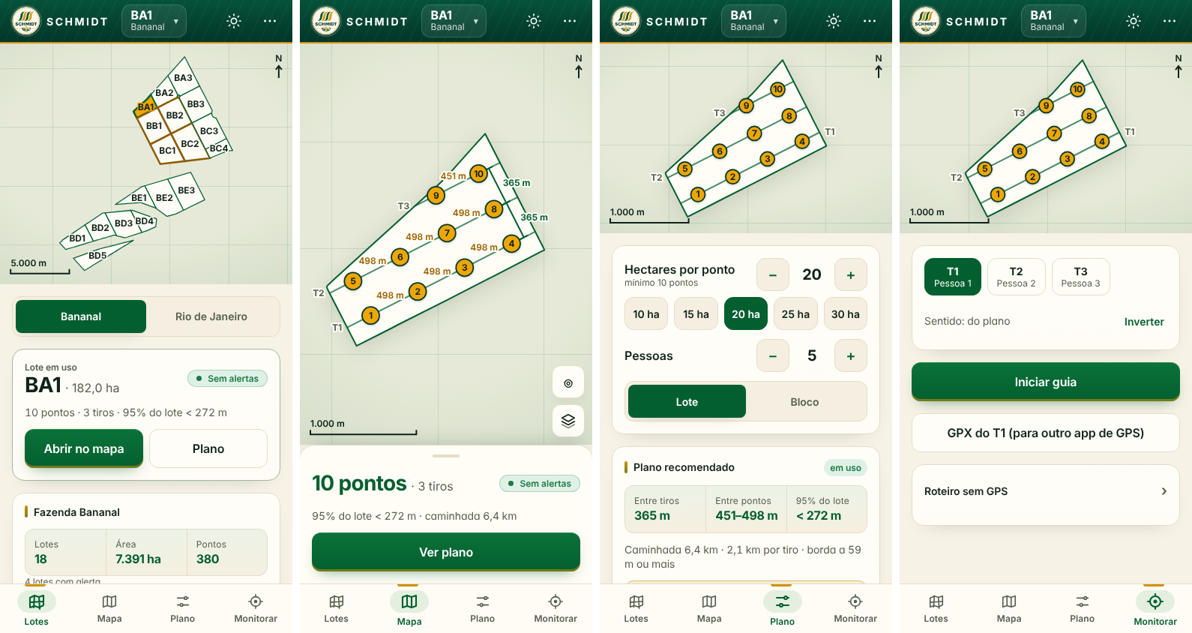 SCHMIDT
SCHMIDT
BA1
Bananal
N
BA3
BA2
BA1
BB3
BB2
BB1
BC3
BC2
BC4
BC1
BE3
BE2
BE1
BD4
BD3
BD2
BD1
BD5
5.000 m
Bananal
Rio de Janeiro
Lote em uso
BA1 · 182,0 ha
Sem alertas
10 pontos · 3 tiros · 95% do lote < 272 m
Abrir no mapa
Plano
Fazenda Bananal
Lotes
18
Área
7.391 ha
Pontos
380
4 lotes com alerta
Lotes
Mapa
Plano
Monitorar
SCHMIDT
SCHMIDT
BA1
Bananal
N
451 m
10
365 m
9
T3
498 m
8
365 m
498 m
7
498 m
4
498 m
6
498 m
3
5
498 m
2
T2
1
T1
1.000 m
10 pontos · 3 tiros
Sem alertas
95% do lote < 272 m · caminhada 6,4 km
Ver plano
Lotes
Mapa
Plano
Monitorar
SCHMIDT
SCHMIDT
BA1
Bananal
N
10
9
T3
8
7
T1
4
6
3
5
2
T2
1
1.000 m
Hectares por ponto
mínimo 10 pontos
−
20
+
10 ha
15 ha
20 ha
25 ha
30 ha
Pessoas
−
5
+
Lote
Bloco
Plano recomendado
em uso
Entre tiros
365 m
Entre pontos
451–498 m
95% do lote
< 272 m
Caminhada 6,4 km · 2,1 km por tiro · borda a 59
m ou mais
Lotes
Mapa
Plano
Monitorar
SCHMIDT
SCHMIDT
BA1
Bananal
N
10
9
T3
8
7
T1
4
6
3
5
2
T2
1
1.000 m
T1
Pessoa 1
T2
Pessoa 2
T3
Pessoa 3
Sentido: do plano
Inverter
Iniciar guia
GPX do T1 (para outro app de GPS)
Roteiro sem GPS
Lotes
Mapa
Plano
Monitorar